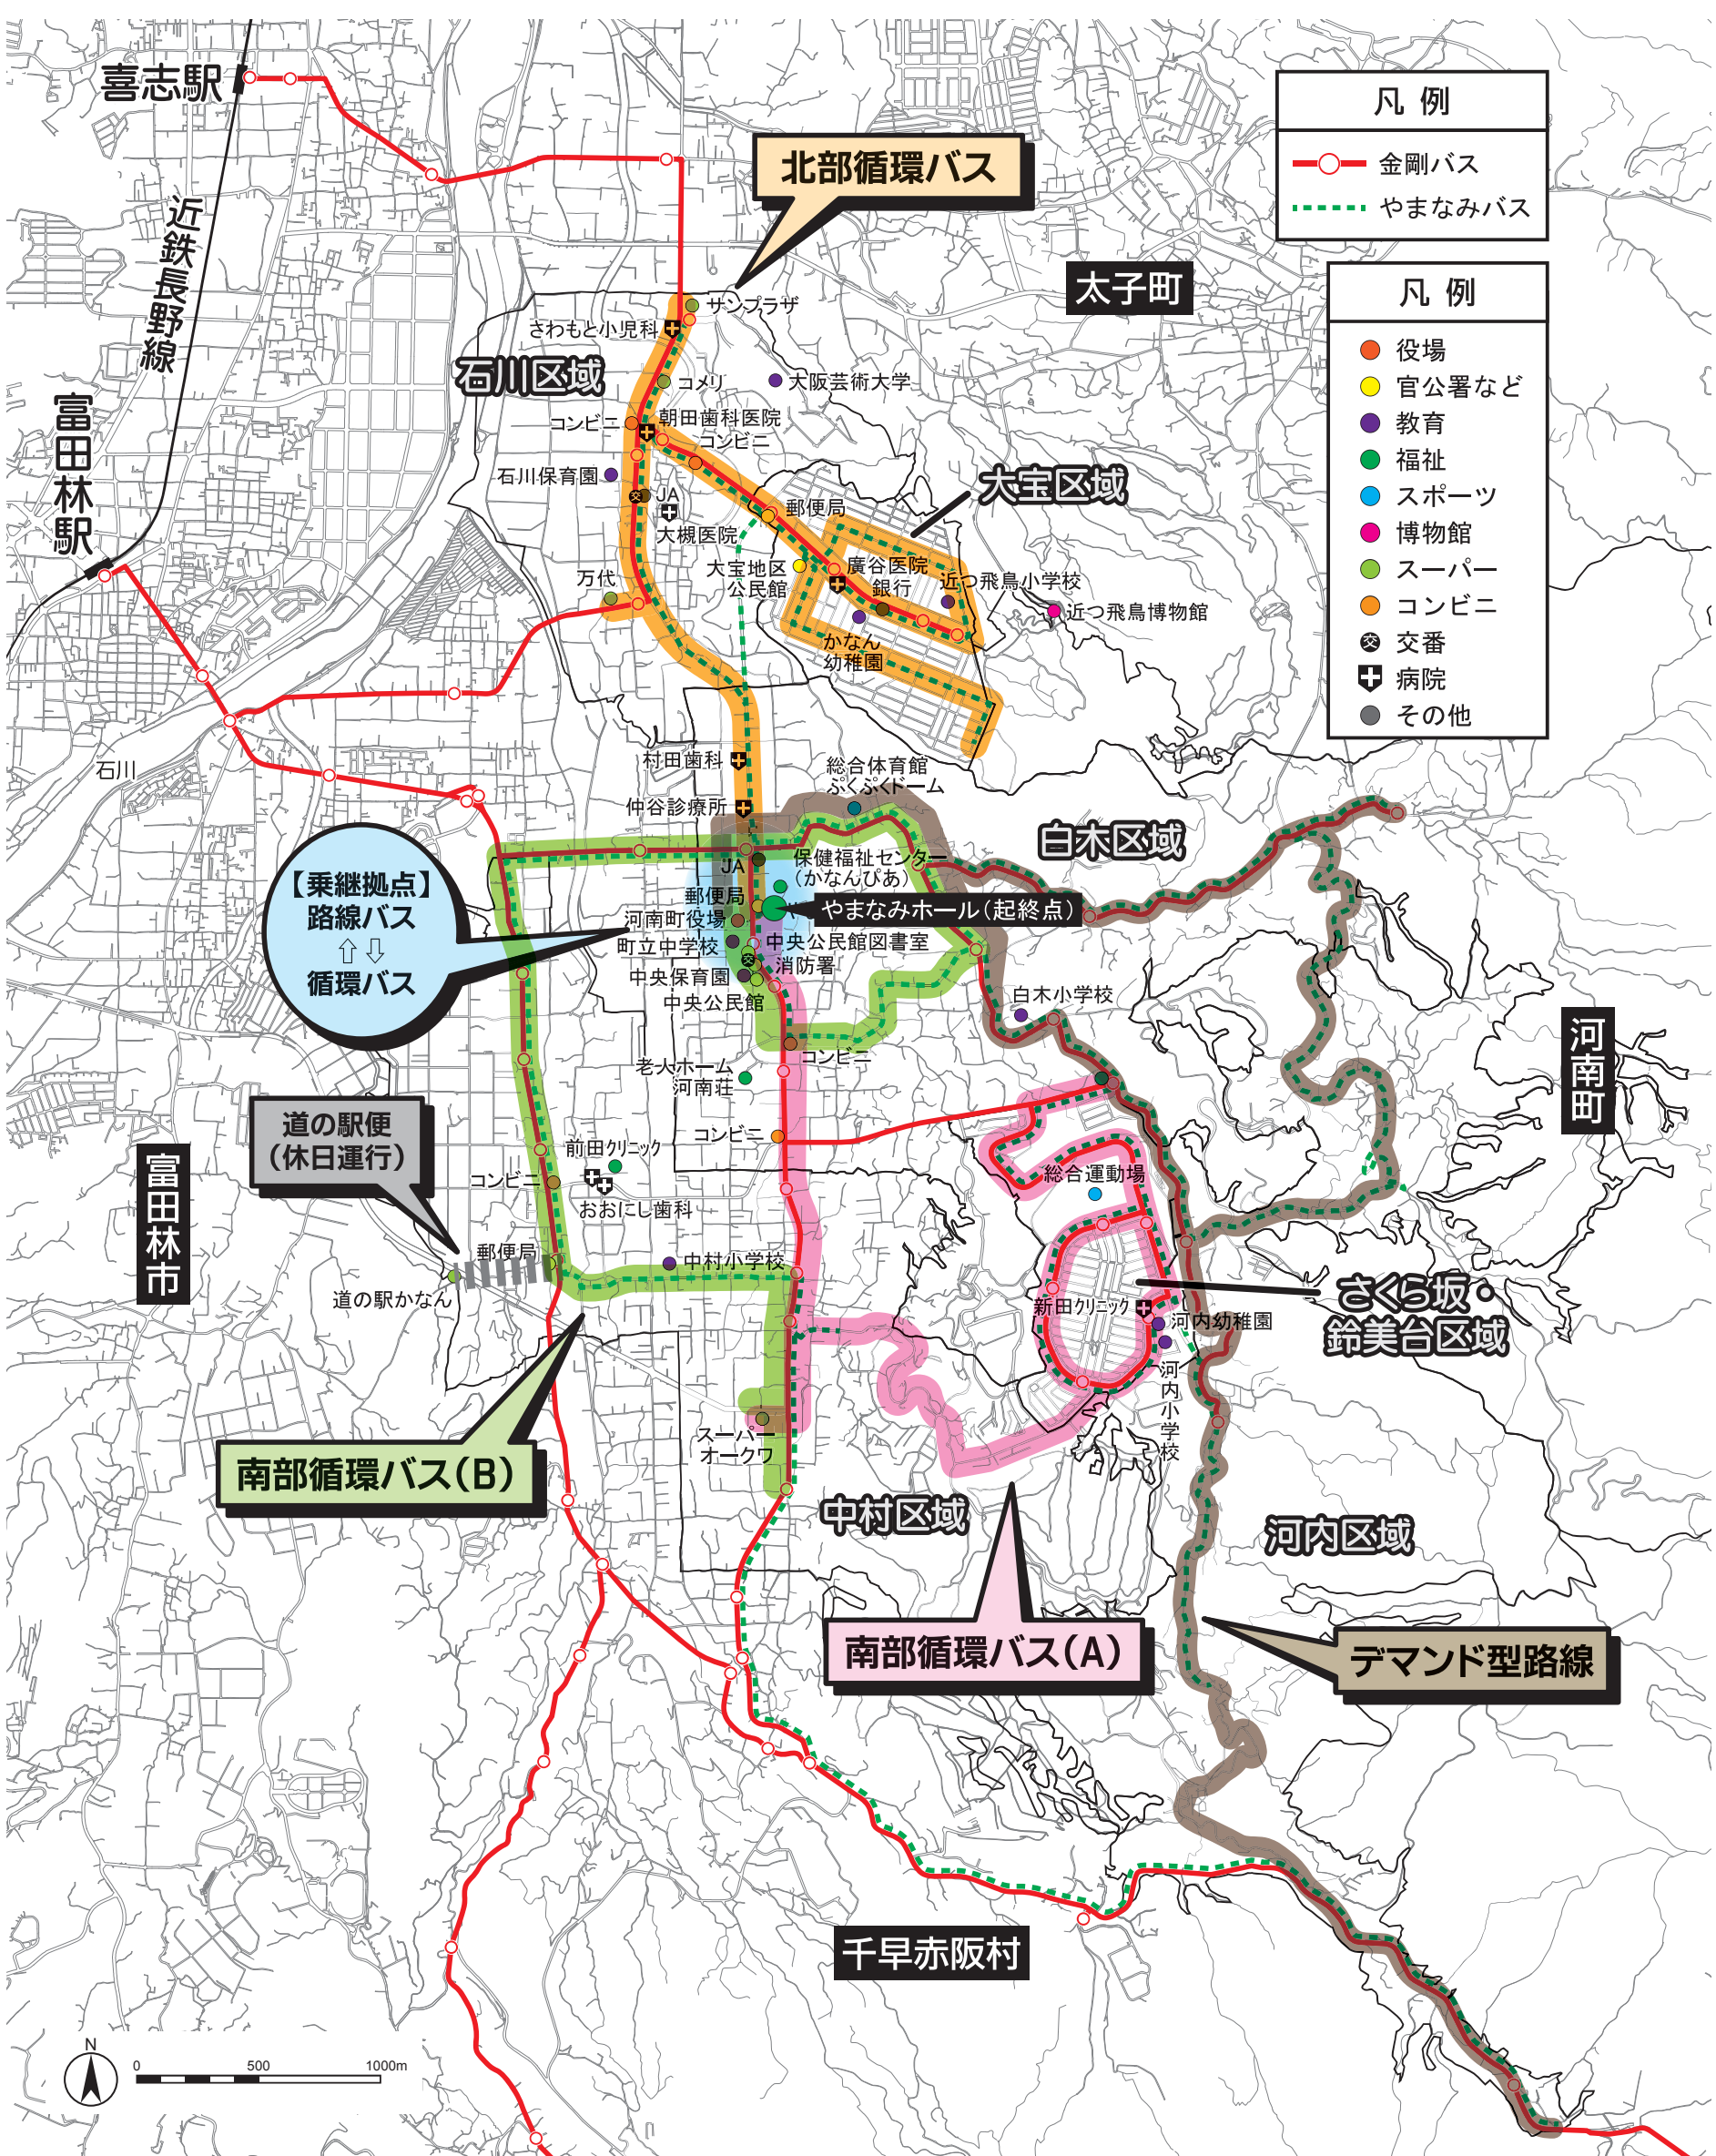 喜志駅
近鉄長野線
富田林駅
北部循環バス
凡 例
金剛バス
やまなみバス
太子町
凡 例
役場
官公署など
教育
福祉
スポーツ
博物館
スーパー
コンビニ
交番
病院
その他
サンプラザ
さわもと小児科
石川区域
コメリ
大阪芸術大学
コンビニ
朝田歯科医院
コンビニ
石川保育園
JA
大槻医院
郵便局
大宝区域
万代
大宝地区
公民館
廣谷医院
銀行
近つ飛鳥小学校
近つ飛鳥博物館
かなん
幼稚園
石川
村田歯科
総合体育館
ぷくぷくドーム
仲谷診療所
白木区域
【乗継拠点】
路線バス
⇧⇩
循環バス
JA
保健福祉センター
(かなんぴあ)
郵便局
やまなみホール(起終点)
河南町役場
町立中学校
中央公民館図書室
消防署
中央保育園
中央公民館
白木小学校
コンビニ
老人ホーム
河南荘
河南町
道の駅便
(休日運行)
コンビニ
前田クリニック
コンビニ
おおにし歯科
総合運動場
富田林市
郵便局
中村小学校
道の駅かなん
さくら坂・
鈴美台区域
新田クリニック
河内幼稚園
河内小学校
スーパー
オークワ
南部循環バス(B)
中村区域
河内区域
南部循環バス(A)
デマンド型路線
千早赤阪村
N
0 500 1000m